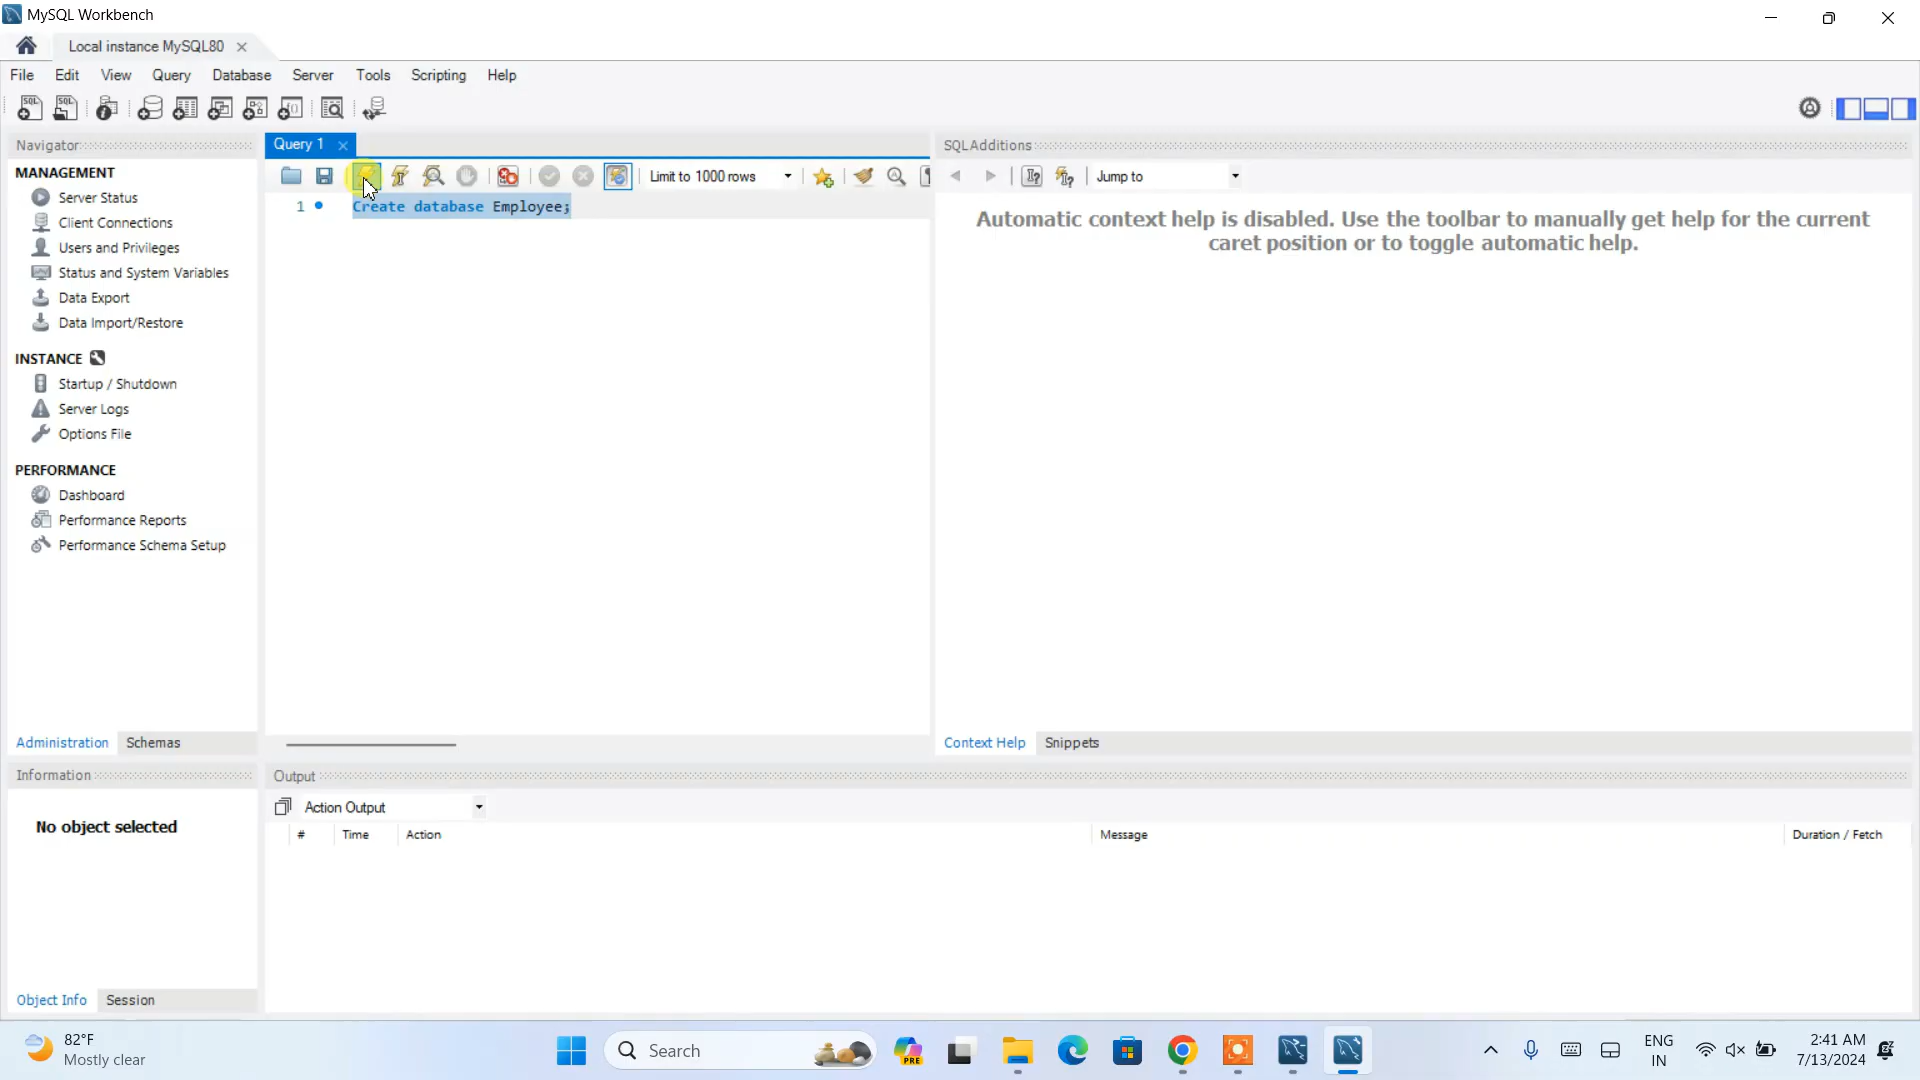 MySQL Workbench
Local instance MySQL80
File Edit View Query Database Server Tools Scripting Help
Navigator
MANAGEMENT
Server Status
Client Connections
Users and Privileges
Status and System Variables
Data Export
Data Import/Restore
INSTANCE
Startup / Shutdown
Server Logs
Options File
PERFORMANCE
Dashboard
Performance Reports
Performance Schema Setup
Administration Schemas
Query 1
Limit to 1000 rows
1 Create database Employee;
SQLAdditions
Jump to
Automatic context help is disabled. Use the toolbar to manually get help for the current
caret position or to toggle automatic help.
Context Help Snippets
Information
No object selected
Object Info Session
Output
Action Output
# Time Action Message Duration / Fetch
82°F
Mostly clear
Search
PRE
ENG
IN
2:41 AM
7/13/2024